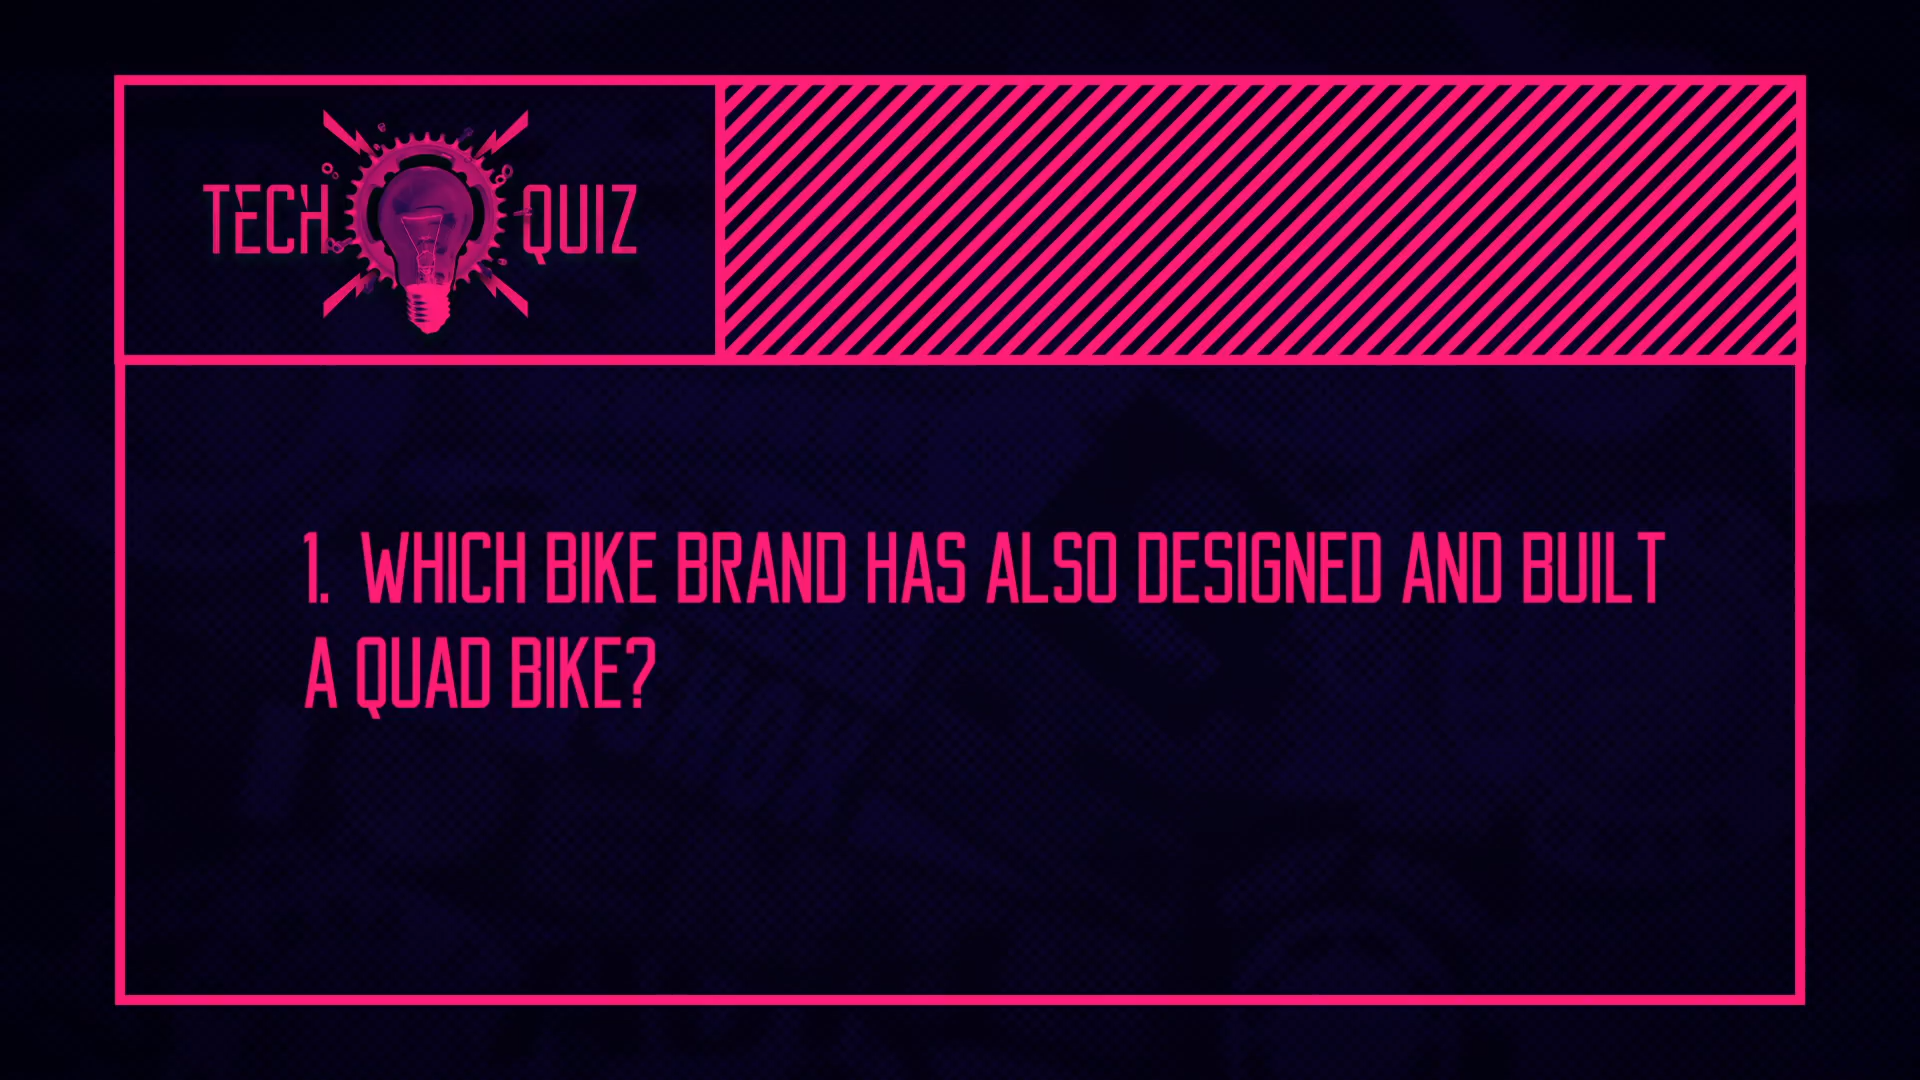 TECH QUIZ
1. WHICH BIKE BRAND HAS ALSO DESIGNED AND BUILT
A QUAD BIKE?